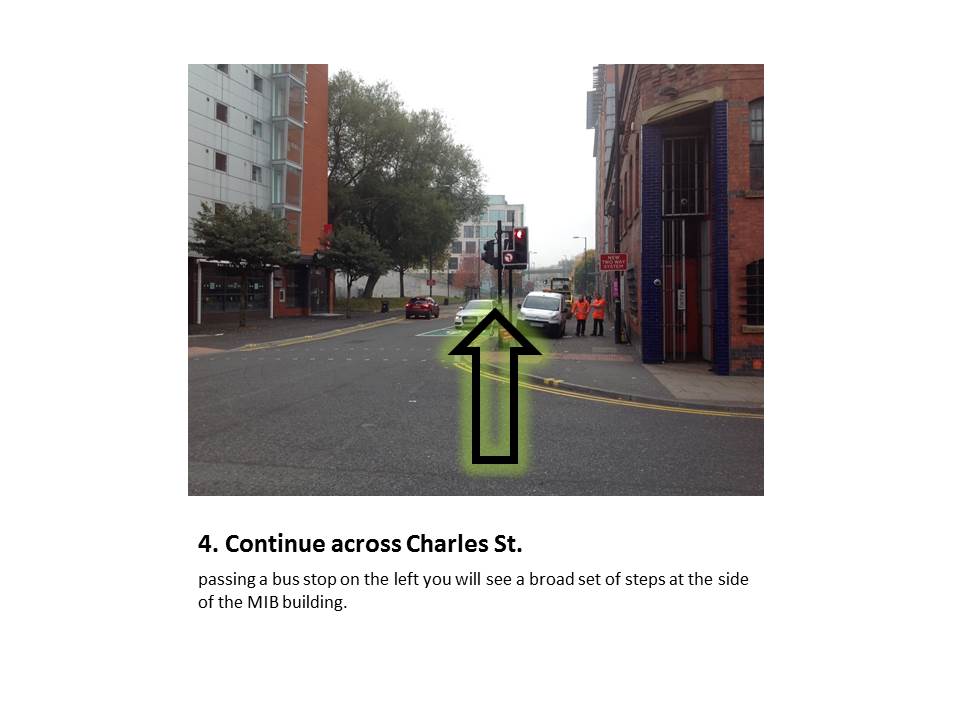 NEW
TWO WAY
SYSTEM
4. Continue across Charles St.
passing a bus stop on the left you will see a broad set of steps at the side
of the MIB building.